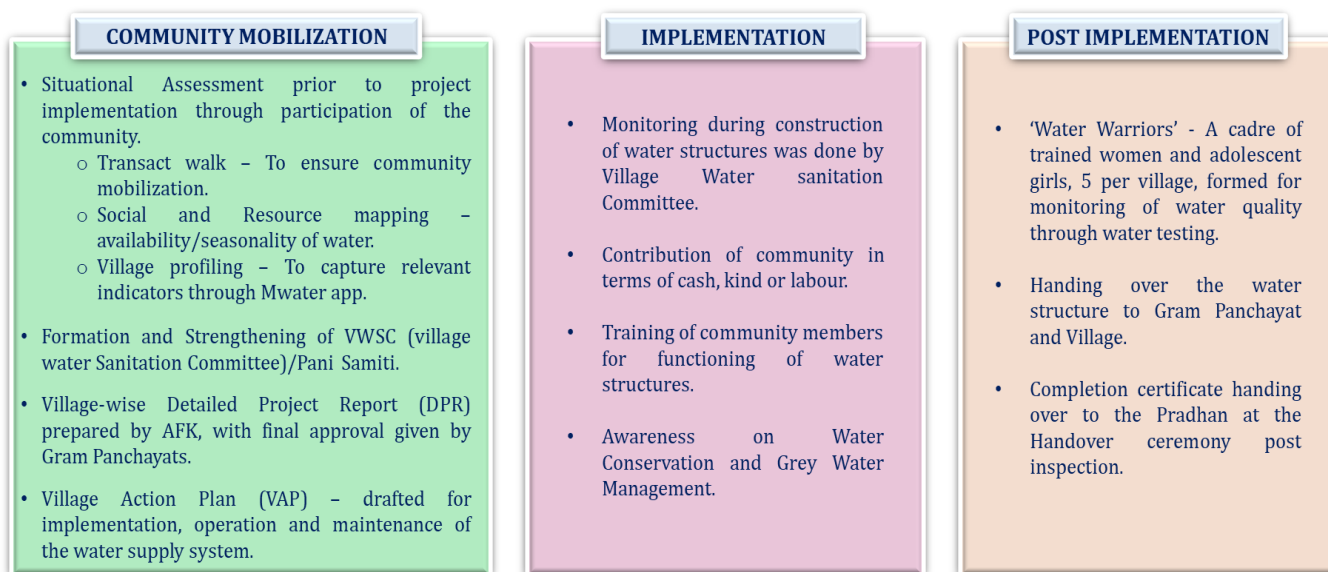 COMMUNITY MOBILIZATION
• Situational Assessment prior to project
implementation through participation of the
community.
o Transact walk – To ensure community
mobilization.
o Social and Resource mapping –
availability/seasonality of water.
o Village profiling – To capture relevant
indicators through Mwater app.
• Formation and Strengthening of VWSC (village
water Sanitation Committee)/Pani Samiti.
• Village-wise Detailed Project Report (DPR)
prepared by AFK, with final approval given by
Gram Panchayats.
• Village Action Plan (VAP) – drafted for
implementation, operation and maintenance of
the water supply system.
IMPLEMENTATION
• Monitoring during construction
of water structures was done by
Village Water sanitation
Committee.
• Contribution of community in
terms of cash, kind or labour.
• Training of community members
for functioning of water
structures.
• Awareness on Water
Conservation and Grey Water
Management.
POST IMPLEMENTATION
• ‘Water Warriors’ - A cadre of
trained women and adolescent
girls, 5 per village, formed for
monitoring of water quality
through water testing.
• Handing over the water
structure to Gram Panchayat
and Village.
• Completion certificate handing
over to the Pradhan at the
Handover ceremony post
inspection.